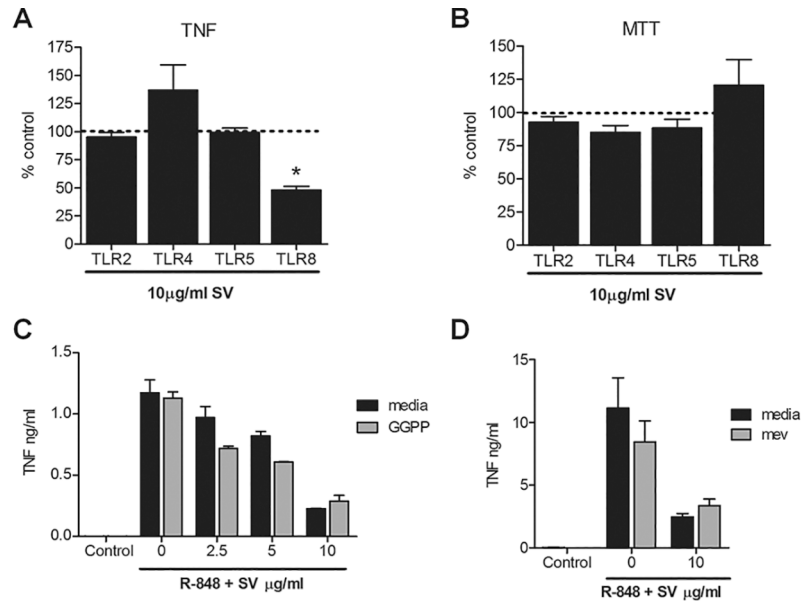 A
TNF
% control
175
150
125
100
75
50
25
0
TLR2 TLR4 TLR5 TLR8
*
10µg/ml SV
B
MTT
% control
150
125
100
75
50
25
0
TLR2 TLR4 TLR5 TLR8
10µg/ml SV
C
TNF ng/ml
1.5
1.0
0.5
0.0
Control 0 2.5 5 10
R-848 + SV µg/ml
media
GGPP
D
TNF ng/ml
15
10
5
0
Control 0 10
R-848 + SV µg/ml
media
mev